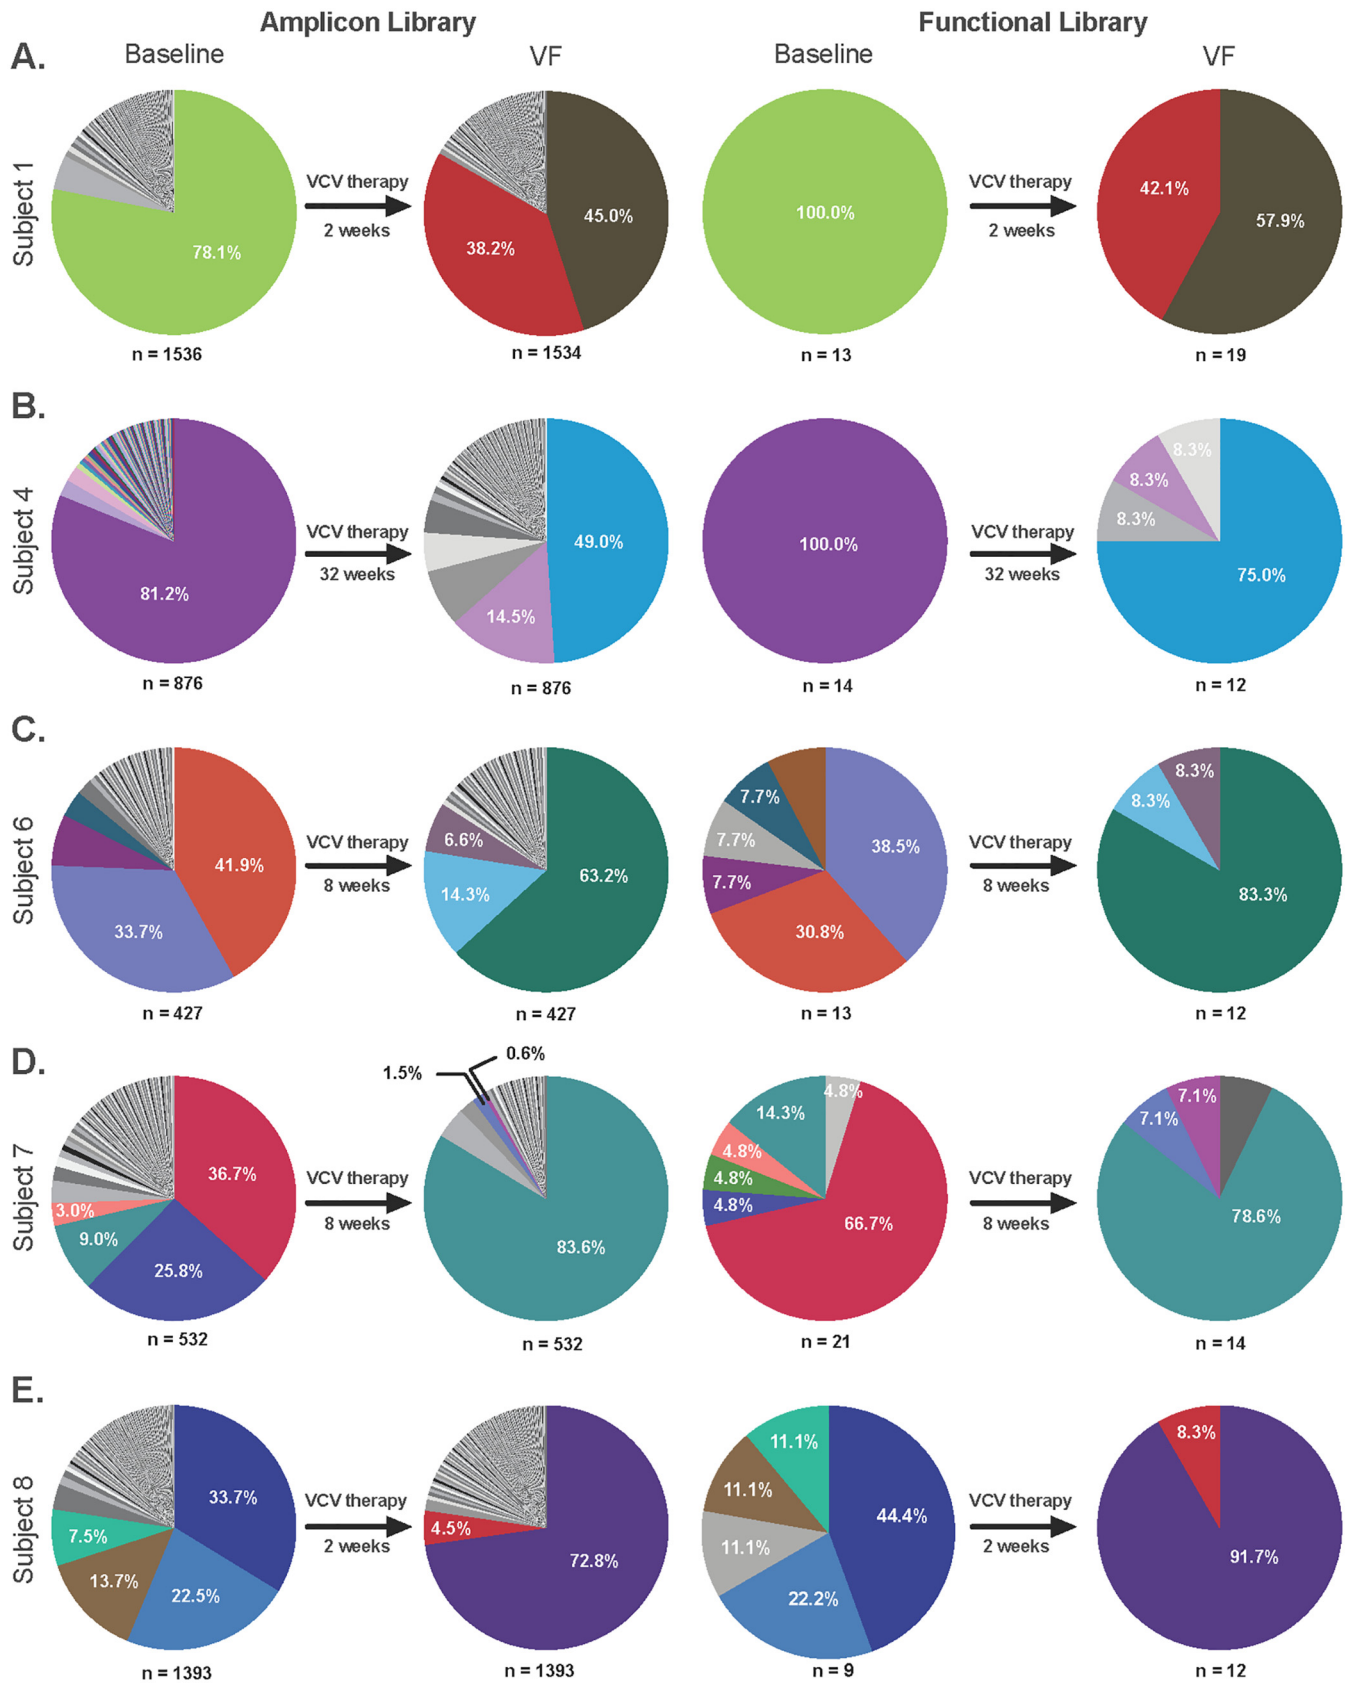 Amplicon Library
Functional Library
A.
Baseline
VF
Baseline
VF
Subject 1
78.1%
VCV therapy
2 weeks
38.2%
45.0%
100.0%
VCV therapy
2 weeks
42.1%
57.9%
n = 1536
n = 1534
n = 13
n = 19
B.
Subject 4
81.2%
VCV therapy
32 weeks
49.0%
14.5%
100.0%
VCV therapy
32 weeks
8.3%
8.3%
8.3%
75.0%
n = 876
n = 876
n = 14
n = 12
C.
Subject 6
41.9%
33.7%
VCV therapy
8 weeks
6.6%
14.3%
63.2%
7.7%
7.7%
7.7%
38.5%
30.8%
VCV therapy
8 weeks
8.3%
8.3%
83.3%
n = 427
n = 427
n = 13
n = 12
D.
Subject 7
36.7%
3.0%
9.0%
25.8%
VCV therapy
8 weeks
1.5%
0.6%
83.6%
4.8%
14.3%
4.8%
4.8%
4.8%
66.7%
VCV therapy
8 weeks
7.1%
7.1%
78.6%
n = 532
n = 532
n = 21
n = 14
E.
Subject 8
33.7%
7.5%
13.7%
22.5%
VCV therapy
2 weeks
4.5%
72.8%
11.1%
11.1%
11.1%
44.4%
22.2%
VCV therapy
2 weeks
8.3%
91.7%
n = 1393
n = 1393
n = 9
n = 12